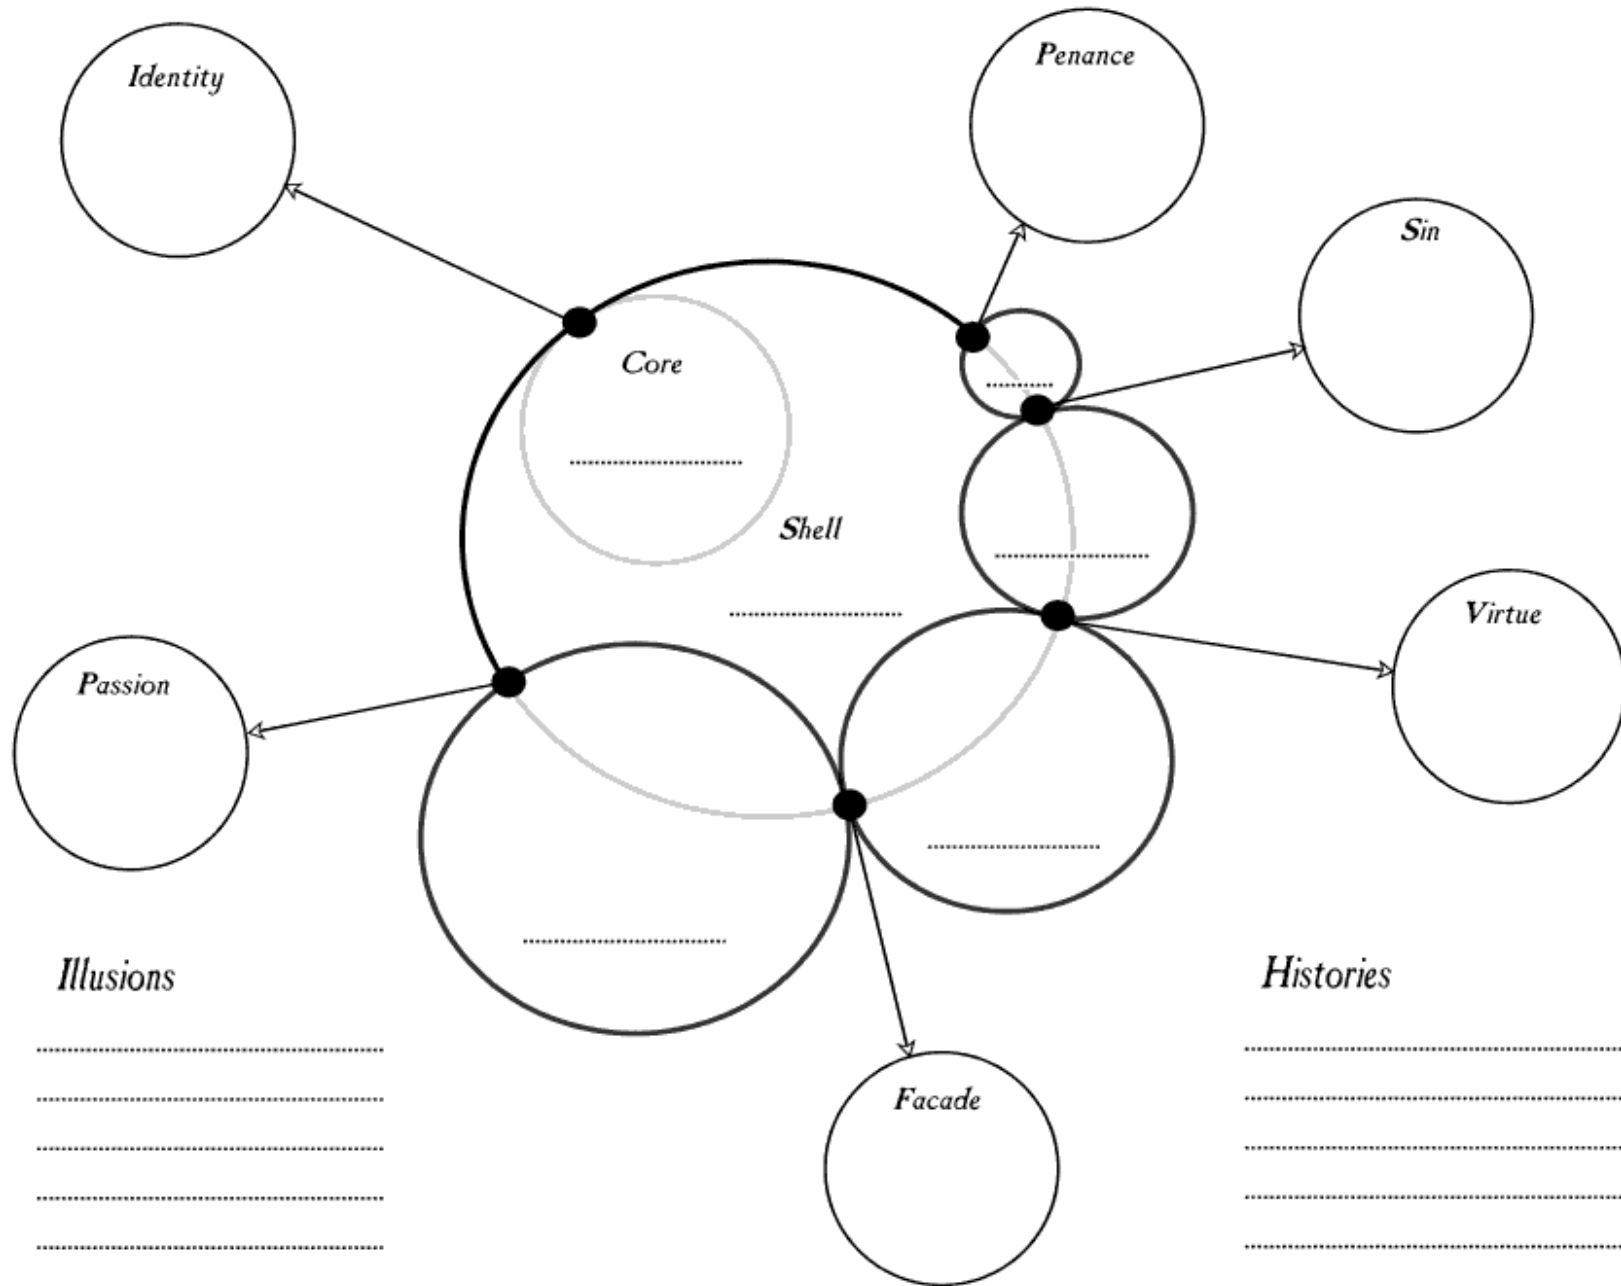 Identity
Penance
Sin
Core
Shell
Virtue
Passion
Illusions
Histories
Facade